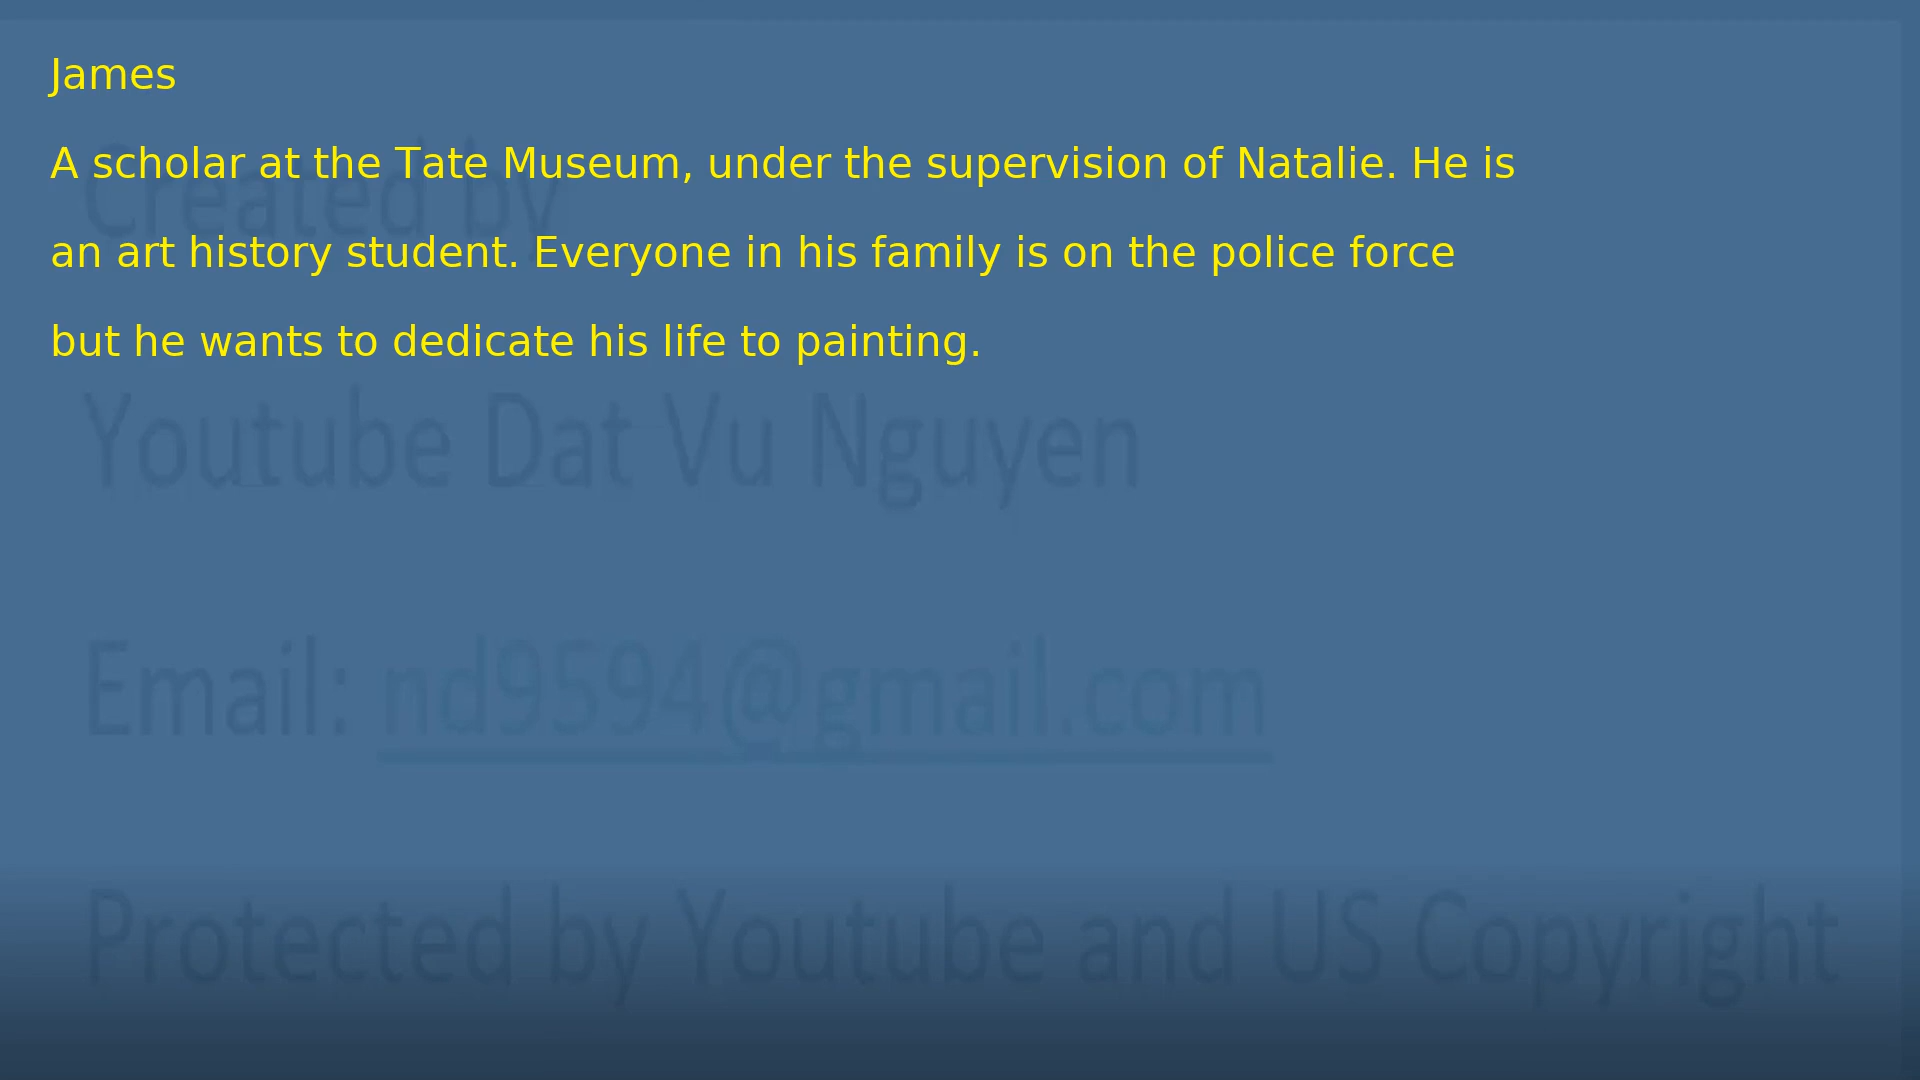 James
A scholar at the Tate Museum, under the supervision of Natalie. He is
Created by
an art history student. Everyone in his family is on the police force
but he wants to dedicate his life to painting.
Youtube Dat Vu Nguyen
Email: nd9594@gmail.com
Protected by Youtube and US Copyright